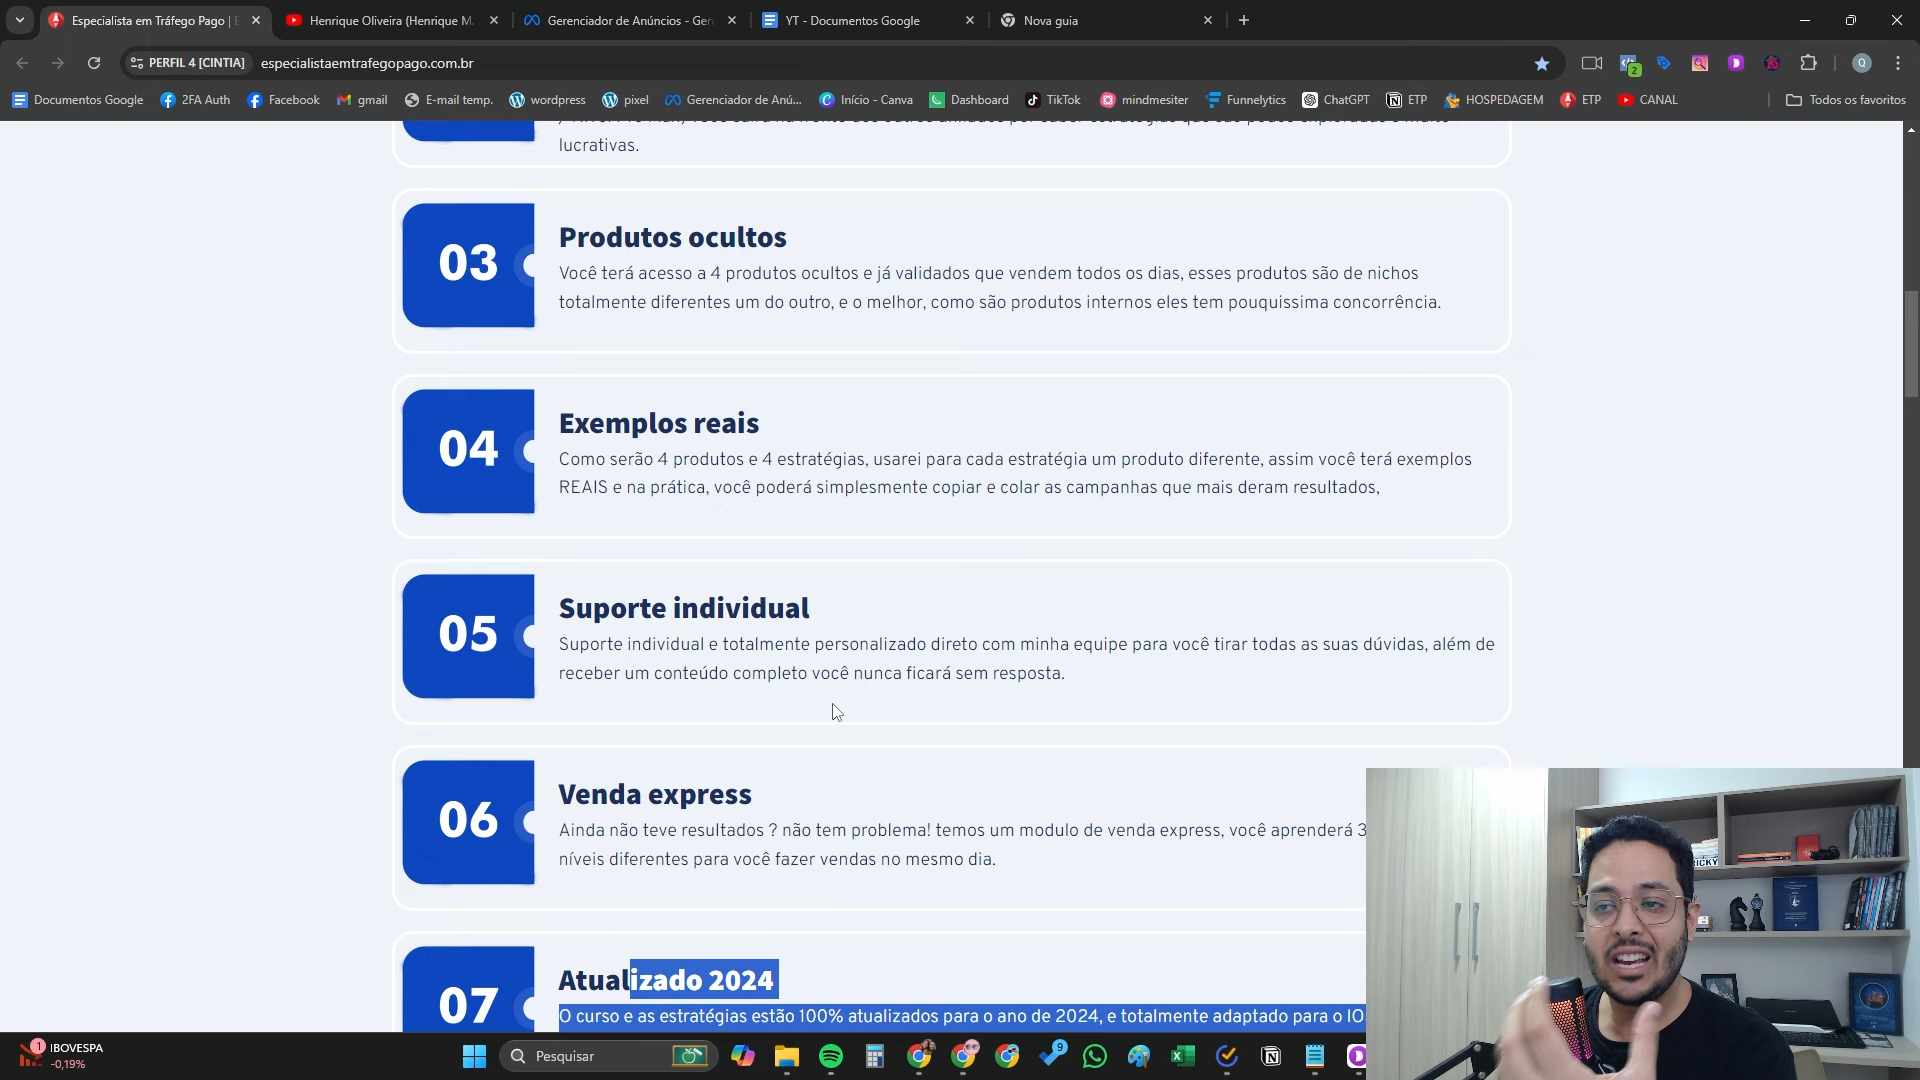 Especialista em Tráfego Pago |
Henrique Oliveira (Henrique M
Gerenciador de Anúncios - Ger
YT - Documentos Google
Nova guia
PERFIL 4 [CINTIA]
especialistaemtrafegopago.com.br
2
Q
Documentos Google
2FA Auth
Facebook
gmail
E-mail temp.
wordpress
pixel
Gerenciador de Anú...
Início - Canva
Dashboard
TikTok
mindmesiter
Funnelytics
ChatGPT
ETP
HOSPEDAGEM
ETP
CANAL
Todos os favoritos
lucrativas.
03
Produtos ocultos
Você terá acesso a 4 produtos ocultos e já validados que vendem todos os dias, esses produtos são de nichos
totalmente diferentes um do outro, e o melhor, como são produtos internos eles tem pouquissima concorrência.
04
Exemplos reais
Como serão 4 produtos e 4 estratégias, usarei para cada estratégia um produto diferente, assim você terá exemplos
REAIS e na prática, você poderá simplesmente copiar e colar as campanhas que mais deram resultados,
05
Suporte individual
Suporte individual e totalmente personalizado direto com minha equipe para você tirar todas as suas dúvidas, além de
receber um conteúdo completo você nunca ficará sem resposta.
06
Venda express
Ainda não teve resultados ? não tem problema! temos um modulo de venda express, você aprenderá 3
níveis diferentes para você fazer vendas no mesmo dia.
07
Atualizado 2024
O curso e as estratégias estão 100% atualizados para o ano de 2024, e totalmente adaptado para o IO
1
IBOVESPA
-0,19%
Pesquisar
9